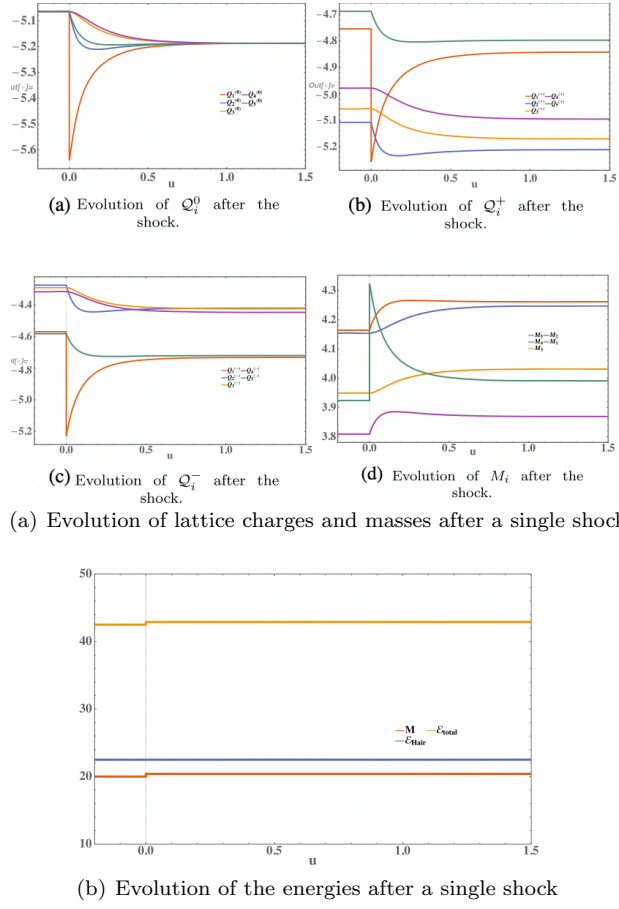 −5.1
−5.2
−5.3
−5.4
−5.5
−5.6
0.0 0.5 1.0 1.5
u
(a) Evolution of 𝒬ᵢ⁰ after the
shock.
−4.7
−4.8
−4.9
−5.0
−5.1
−5.2
0.0 0.5 1.0 1.5
u
(b) Evolution of 𝒬ᵢ⁺ after the
shock.
−4.4
−4.6
−4.8
−5.0
−5.2
0.0 0.5 1.0 1.5
u
(c) Evolution of 𝒬ᵢ⁻ after the
shock.
4.3
4.2
4.1
4.0
3.9
3.8
0.0 0.5 1.0 1.5
u
(d) Evolution of Mᵢ after the
shock.
(a) Evolution of lattice charges and masses after a single shock
50
40
30
20
10
M ℰtotal
ℰHair
0.0 0.5 1.0 1.5
u
(b) Evolution of the energies after a single shock